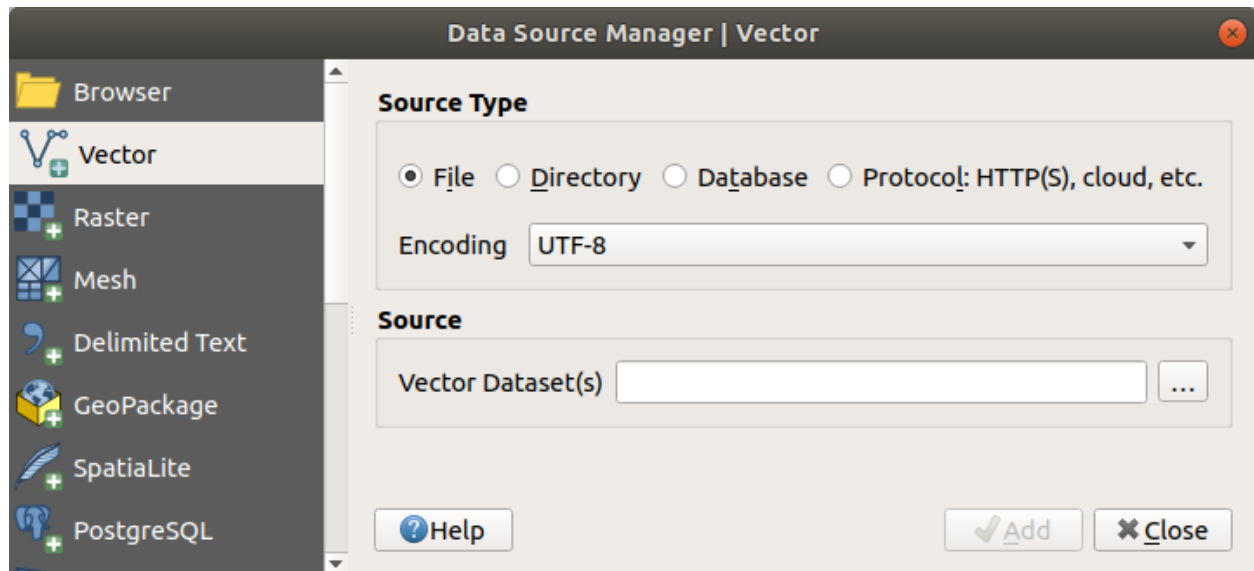 Data Source Manager | Vector
Browser
Vector
Raster
Mesh
Delimited Text
GeoPackage
SpatiaLite
PostgreSQL
Source Type
File Directory Database Protocol: HTTP(S), cloud, etc.
Encoding UTF-8
Source
Vector Dataset(s) ...
Help Add Close